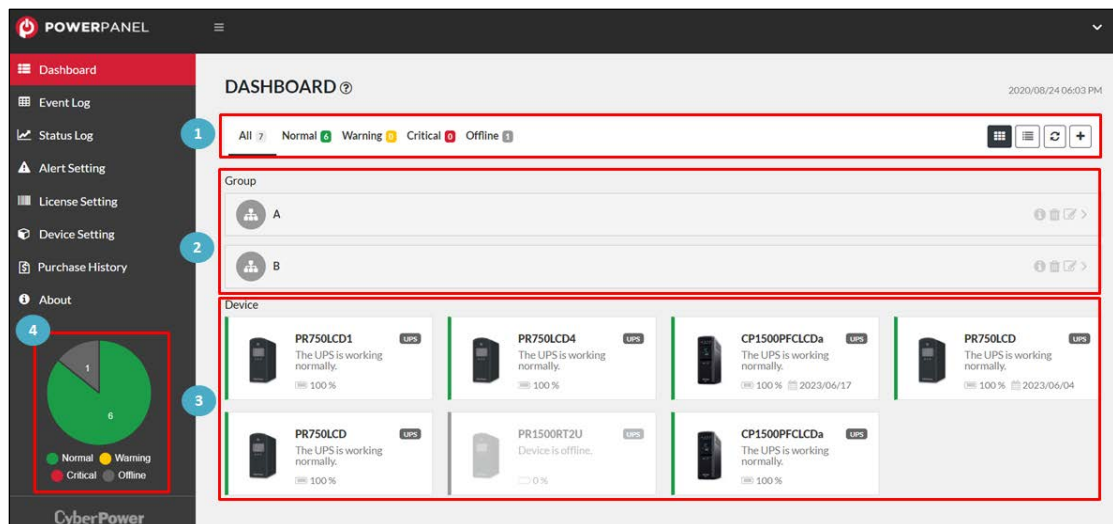 POWERPANEL
Dashboard
Event Log
Status Log
Alert Setting
License Setting
Device Setting
Purchase History
About
4
1
6
Normal Warning
Critical Offline
CyberPower
DASHBOARD
2020/08/24 06:03 PM
1
All 7 Normal 6 Warning 0 Critical 0 Offline 1
2
Group
A
B
3
Device
PR750LCD1 UPS
The UPS is working
normally.
100 %
PR750LCD4 UPS
The UPS is working
normally.
100 %
CP1500PFCLCDa UPS
The UPS is working
normally.
100 % 2023/06/17
PR750LCD UPS
The UPS is working
normally.
100 % 2023/06/04
PR750LCD UPS
The UPS is working
normally.
100 %
PR1500RT2U UPS
Device is offline.
0 %
CP1500PFCLCDa UPS
The UPS is working
normally.
100 %